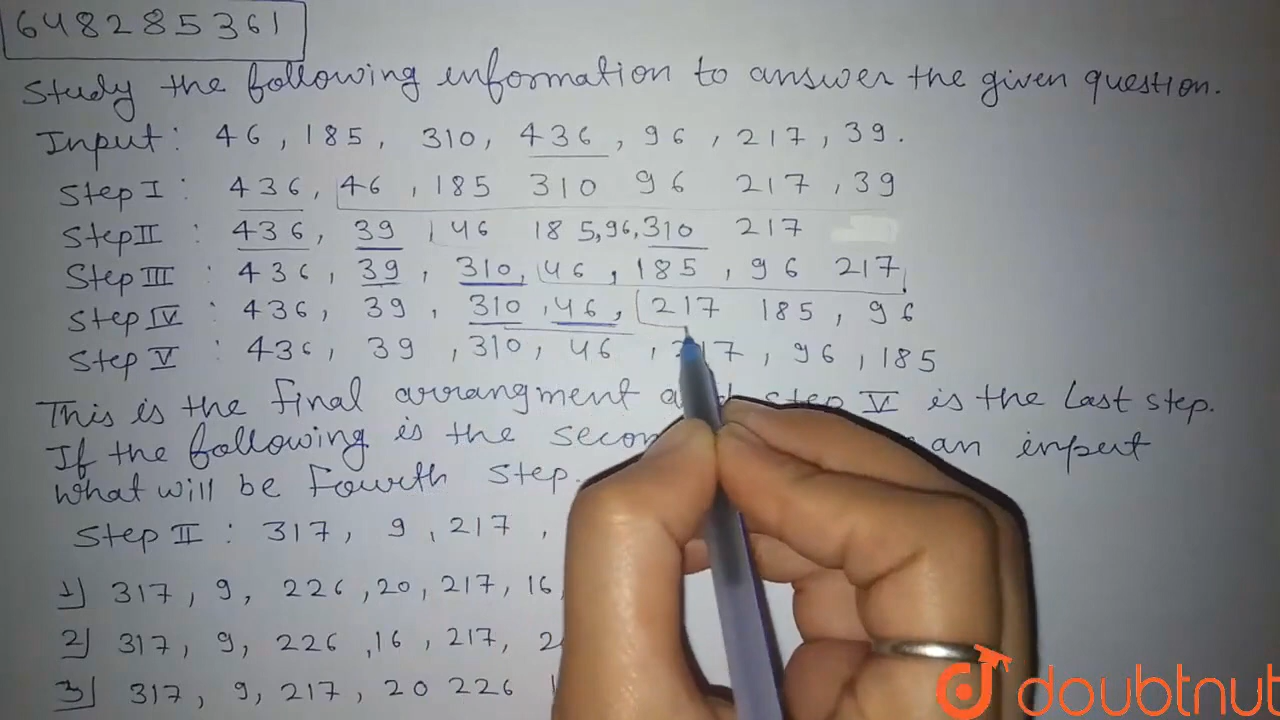 648285361
Study the following information to answer the given question.
Input: 46, 185, 310, 436, 96, 217, 39.
Step I: 436, 46, 185 310 96 217, 39
Step II: 436, 39, 46 185, 96, 310 217
Step III: 436, 39, 310, 46, 185, 96 217
Step IV: 436, 39, 310, 46, 217 185, 96
Step V: 436, 39, 310, 46, 217, 96, 185
This is the final arrangment step V is the last step.
If the following is the an input
what will be Fourth step.
Step II: 317, 9, 217,
1) 317, 9, 226, 20, 217, 16,
2) 317, 9, 226, 16, 217,
3) 317, 9, 217, 20 226
doubtnut